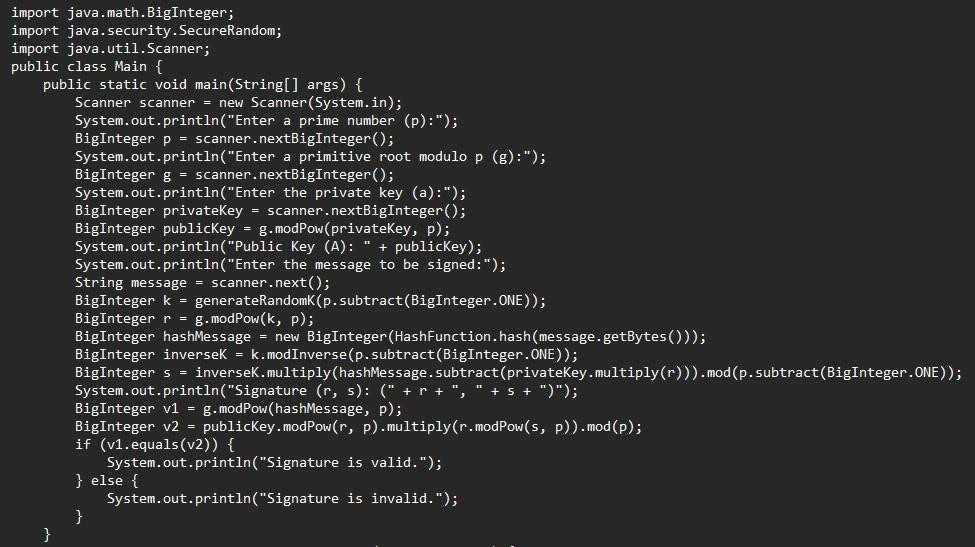 import java.math.BigInteger;
import java.security.SecureRandom;
import java.util.Scanner;
public class Main {
    public static void main(String[] args) {
        Scanner scanner = new Scanner(System.in);
        System.out.println("Enter a prime number (p):");
        BigInteger p = scanner.nextBigInteger();
        System.out.println("Enter a primitive root modulo p (g):");
        BigInteger g = scanner.nextBigInteger();
        System.out.println("Enter the private key (a):");
        BigInteger privateKey = scanner.nextBigInteger();
        BigInteger publicKey = g.modPow(privateKey, p);
        System.out.println("Public Key (A): " + publicKey);
        System.out.println("Enter the message to be signed:");
        String message = scanner.next();
        BigInteger k = generateRandomK(p.subtract(BigInteger.ONE));
        BigInteger r = g.modPow(k, p);
        BigInteger hashMessage = new BigInteger(HashFunction.hash(message.getBytes()));
        BigInteger inverseK = k.modInverse(p.subtract(BigInteger.ONE));
        BigInteger s = inverseK.multiply(hashMessage.subtract(privateKey.multiply(r))).mod(p.subtract(BigInteger.ONE));
        System.out.println("Signature (r, s): (" + r + ", " + s + ")");
        BigInteger v1 = g.modPow(hashMessage, p);
        BigInteger v2 = publicKey.modPow(r, p).multiply(r.modPow(s, p)).mod(p);
        if (v1.equals(v2)) {
            System.out.println("Signature is valid.");
        } else {
            System.out.println("Signature is invalid.");
        }
    }